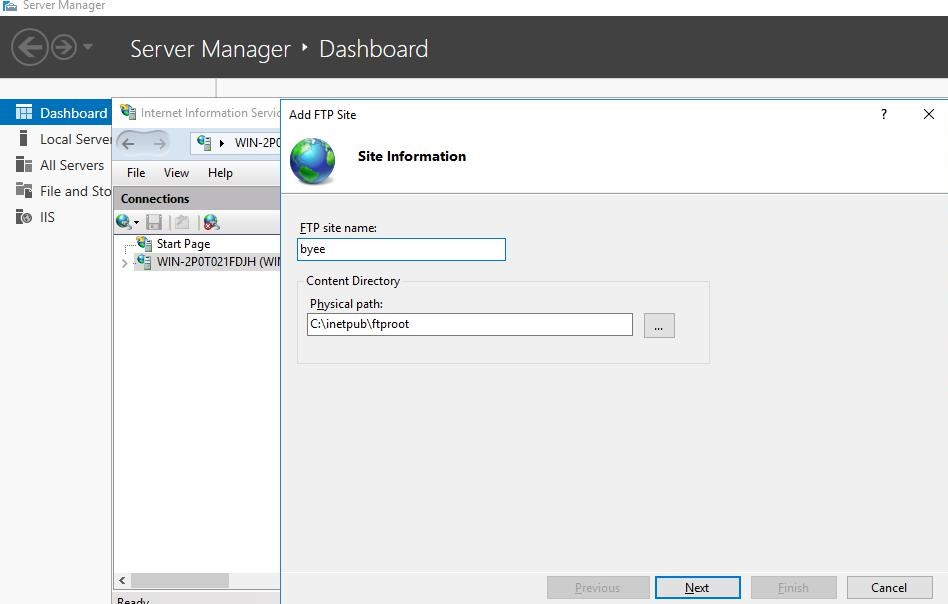 Server Manager
Server Manager ‣ Dashboard
Dashboard
Local Serve
All Servers
File and Sto
IIS
Internet Information Servic
WIN-2P0
File View Help
Connections
Start Page
WIN-2P0T021FDJH (WIN
Ready
Add FTP Site
?
Site Information
FTP site name:
byee
Content Directory
Physical path:
C:\inetpub\ftproot
...
Previous Next Finish Cancel